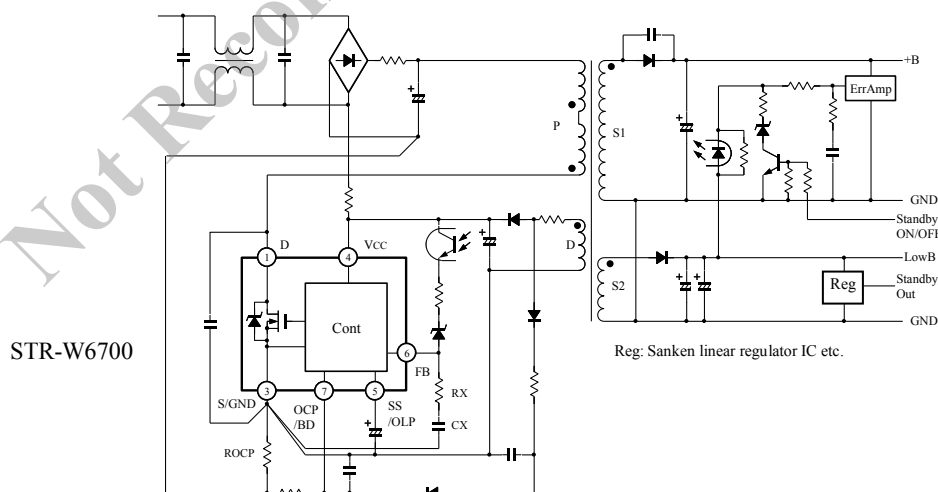 Not Recom
+
+B
ErrAmp
+
P
S1
+
GND
Standby
ON/OFF
D
VCC
+
D
1
4
LowB
S2
+
+
Reg
Standby
Out
GND
Cont
STR-W6700
6
FB
Reg: Sanken linear regulator IC etc.
3
7
5
S/GND
OCP
/BD
SS
/OLP
RX
+
CX
ROCP